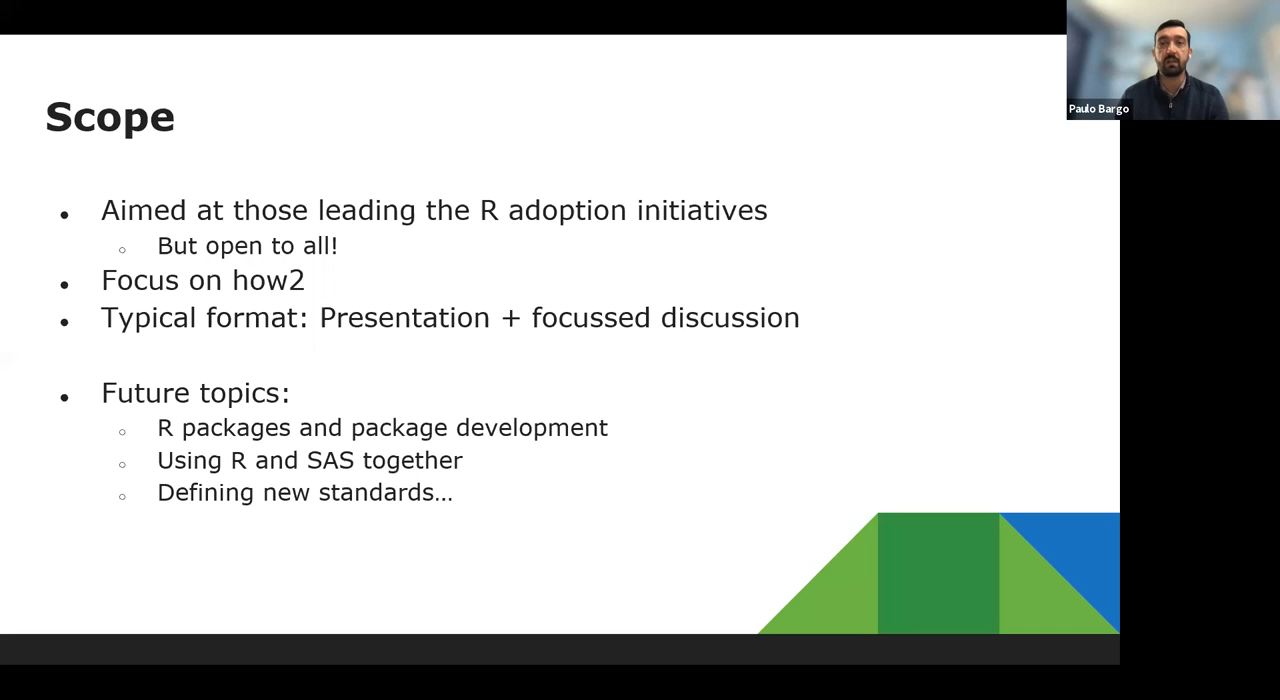 Paulo Bargo
Scope
• Aimed at those leading the R adoption initiatives
○ But open to all!
• Focus on how2
• Typical format: Presentation + focussed discussion
• Future topics:
○ R packages and package development
○ Using R and SAS together
○ Defining new standards…